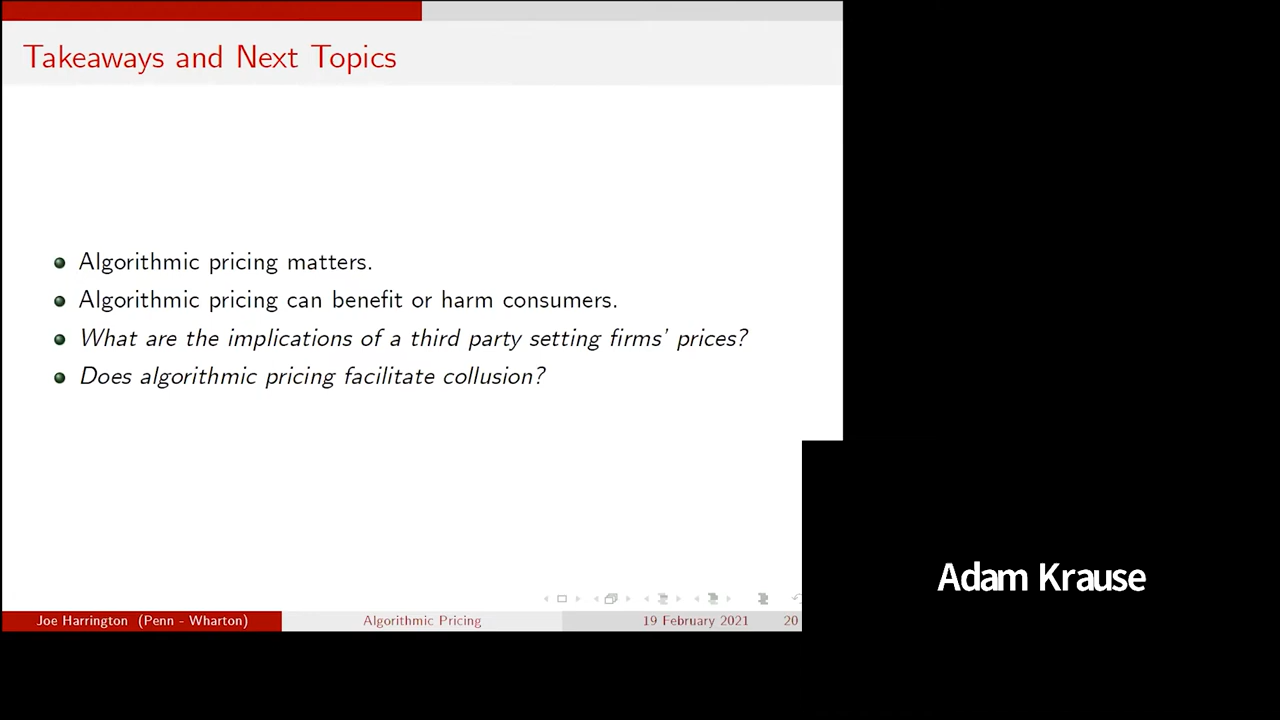 Takeaways and Next Topics
Algorithmic pricing matters.
Algorithmic pricing can benefit or harm consumers.
What are the implications of a third party setting firms' prices?
Does algorithmic pricing facilitate collusion?
Adam Krause
Joe Harrington (Penn - Wharton)
Algorithmic Pricing
19 February 2021
20